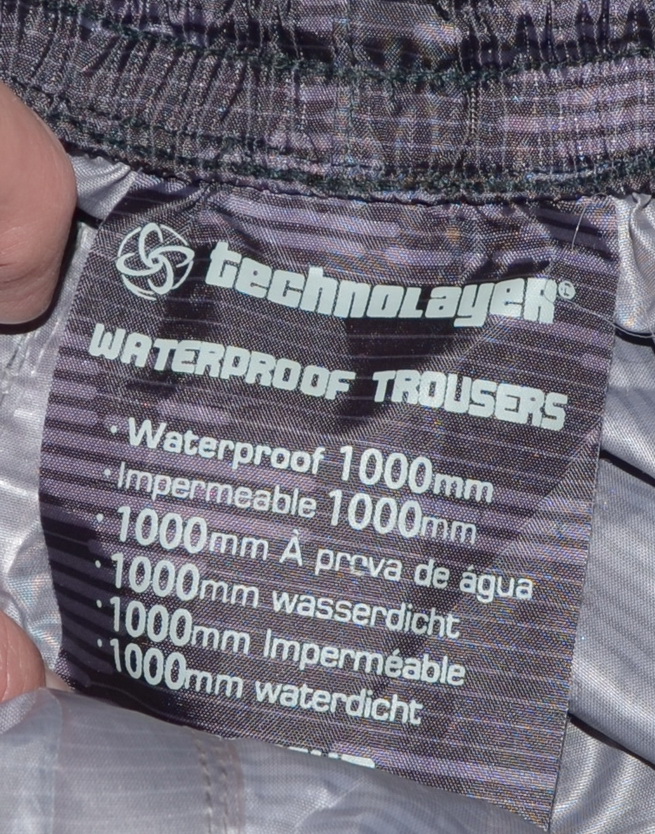 technoLayer®
WATERPROOF TROUSERS
· Waterproof 1000mm
· Impermeable 1000mm
· 1000mm À prova de água
· 1000mm wasserdicht
· 1000mm Imperméable
· 1000mm waterdicht